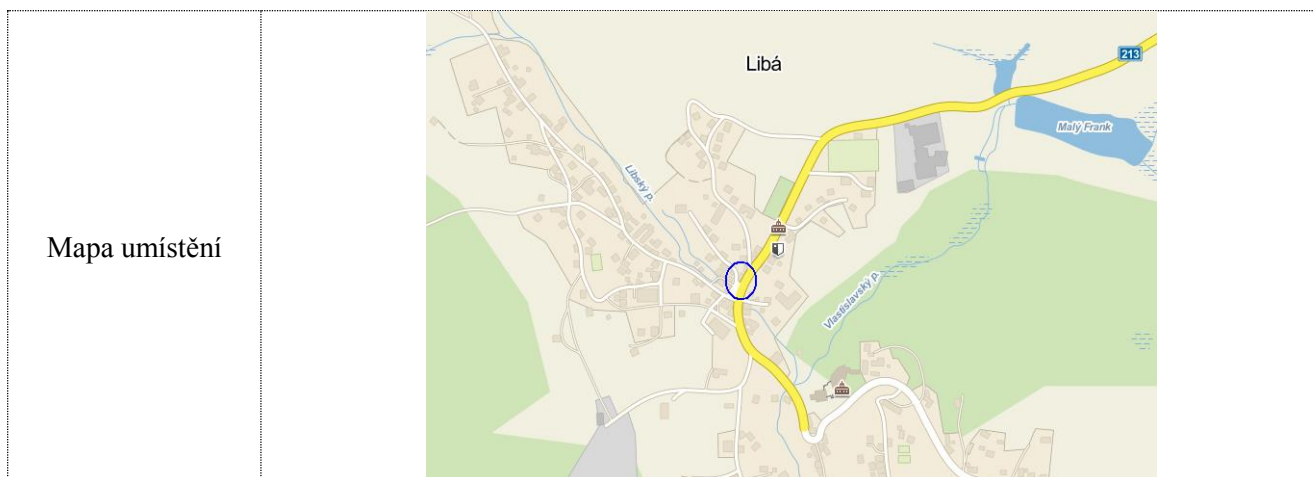 Mapa umístění
Libá
213
Malý Frank
Libský p.
Vlastislavský p.